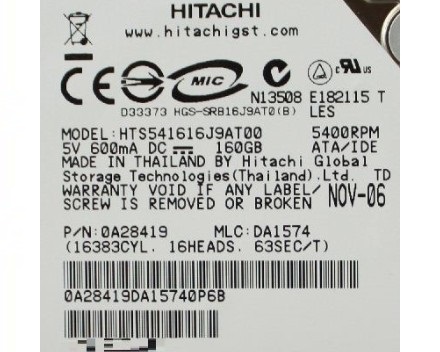 HITACHI
www.hitachigst.com
MIC
c UR us
N13508 E182115 T
D33373 HGS-SRB16J9AT0(B) LES
MODEL:HTS541616J9AT00 5400RPM
5V 600mA DC 160GB ATA/IDE
MADE IN THAILAND BY Hitachi Global
Storage Technologies(Thailand).Ltd. TD
WARRANTY VOID IF ANY LABEL/
SCREW IS REMOVED OR BROKEN NOV-06
P/N:0A28419 MLC:DA1574
(16383CYL. 16HEADS. 63SEC/T)
0A28419DA15740P6B